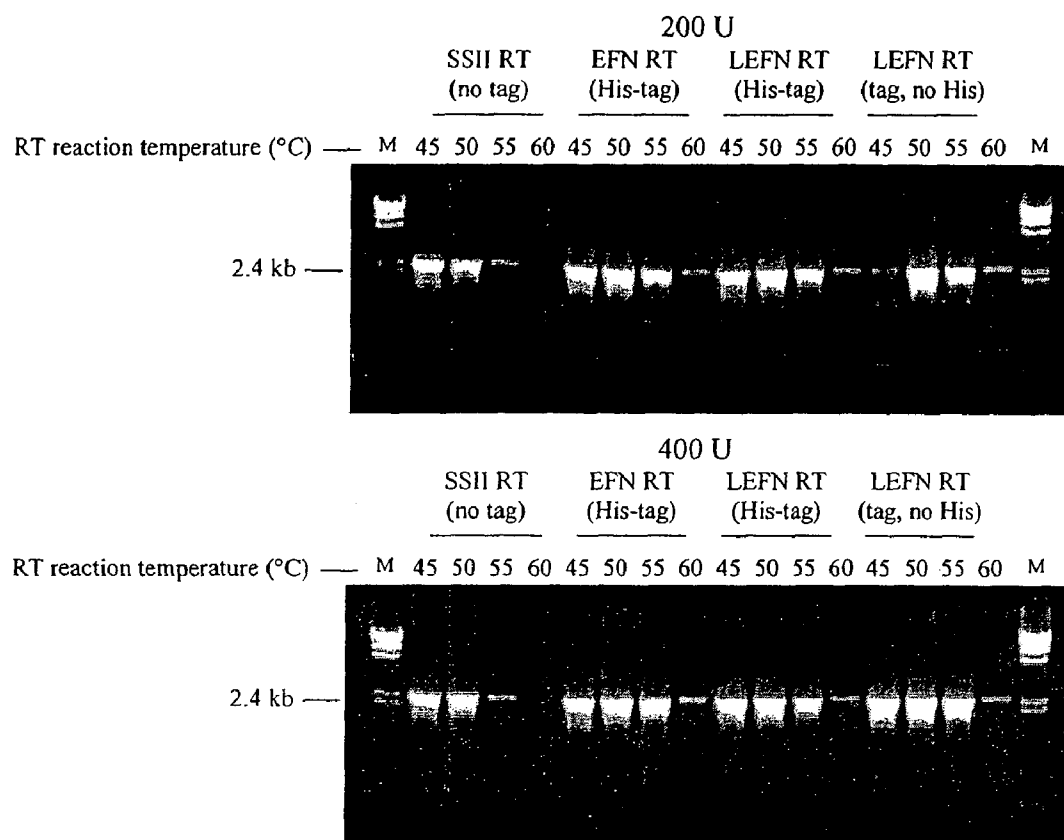 200 U
SSII RT EFN RT LEFN RT LEFN RT
(no tag) (His-tag) (His-tag) (tag, no His)
RT reaction temperature (°C) — M 45 50 55 60 45 50 55 60 45 50 55 60 45 50 55 60 M
2.4 kb —
400 U
SSII RT EFN RT LEFN RT LEFN RT
(no tag) (His-tag) (His-tag) (tag, no His)
RT reaction temperature (°C) — M 45 50 55 60 45 50 55 60 45 50 55 60 45 50 55 60 M
2.4 kb —